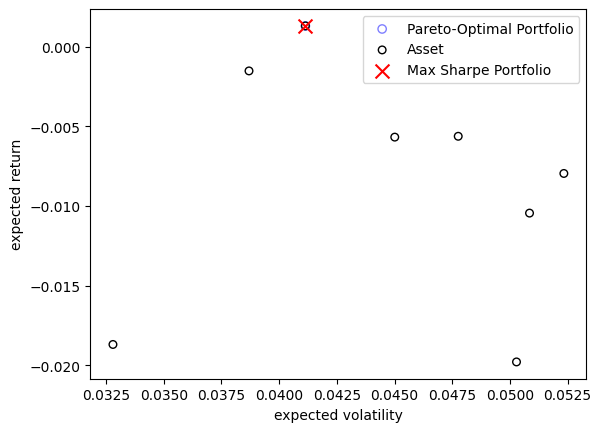 Pareto-Optimal Portfolio
Asset
Max Sharpe Portfolio
0.000
−0.005
−0.010
−0.015
−0.020
expected return
0.0325 0.0350 0.0375 0.0400 0.0425 0.0450 0.0475 0.0500 0.0525
expected volatility